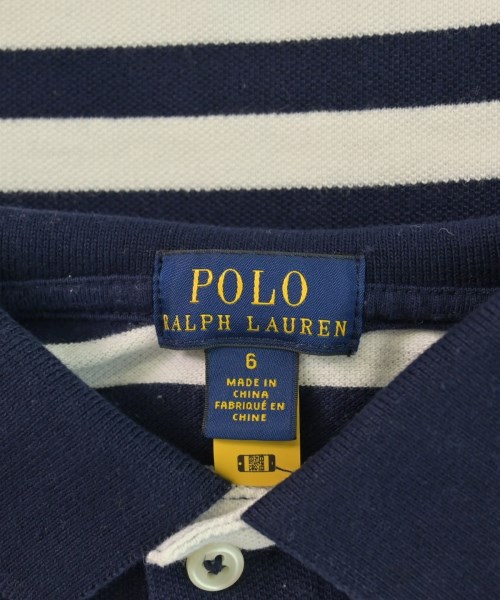 POLO
RALPH LAUREN
6
MADE IN
CHINA
FABRIQUÉ EN
CHINE